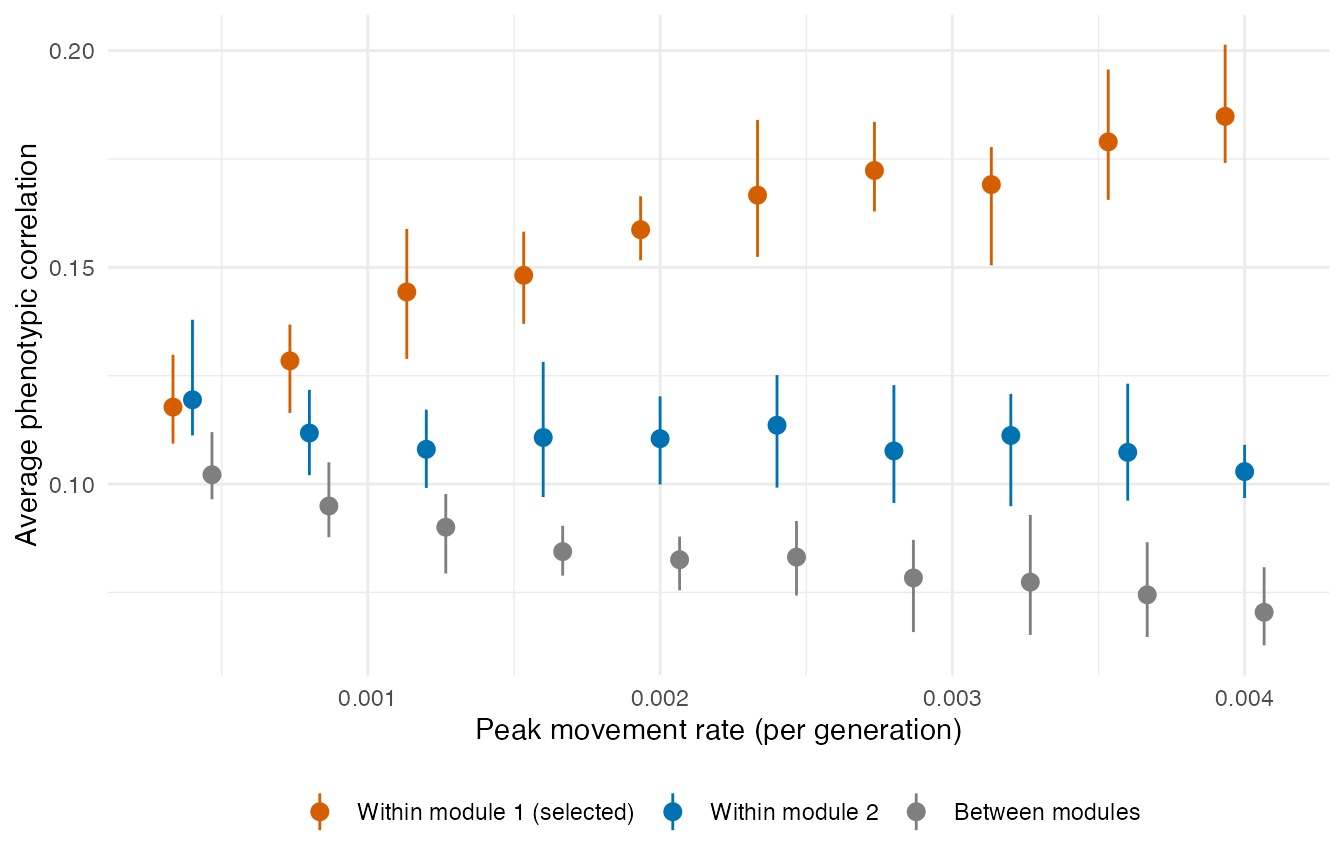 0.20
0.15
0.10
Average phenotypic correlation
0.001 0.002 0.003 0.004
Peak movement rate (per generation)
Within module 1 (selected) Within module 2 Between modules